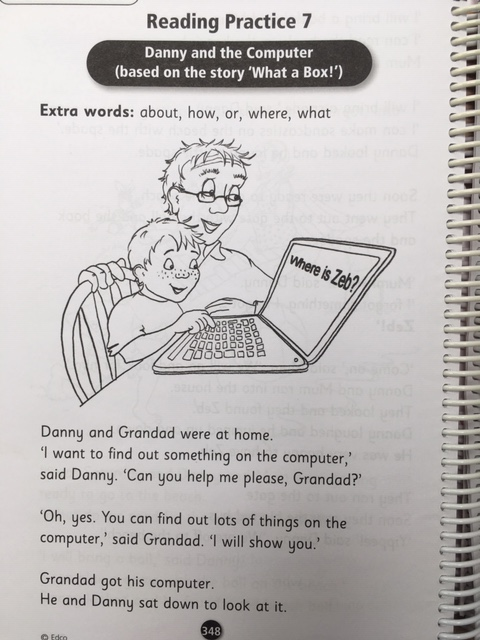 Reading Practice 7
Danny and the Computer
(based on the story ‘What a Box!’)
Extra words: about, how, or, where, what
Where is Zeb?
Danny and Grandad were at home.
‘I want to find out something on the computer,’
said Danny. ‘Can you help me please, Grandad?’
‘Oh, yes. You can find out lots of things on the
computer,’ said Grandad. ‘I will show you.’
Grandad got his computer.
He and Danny sat down to look at it.
© Edco
348